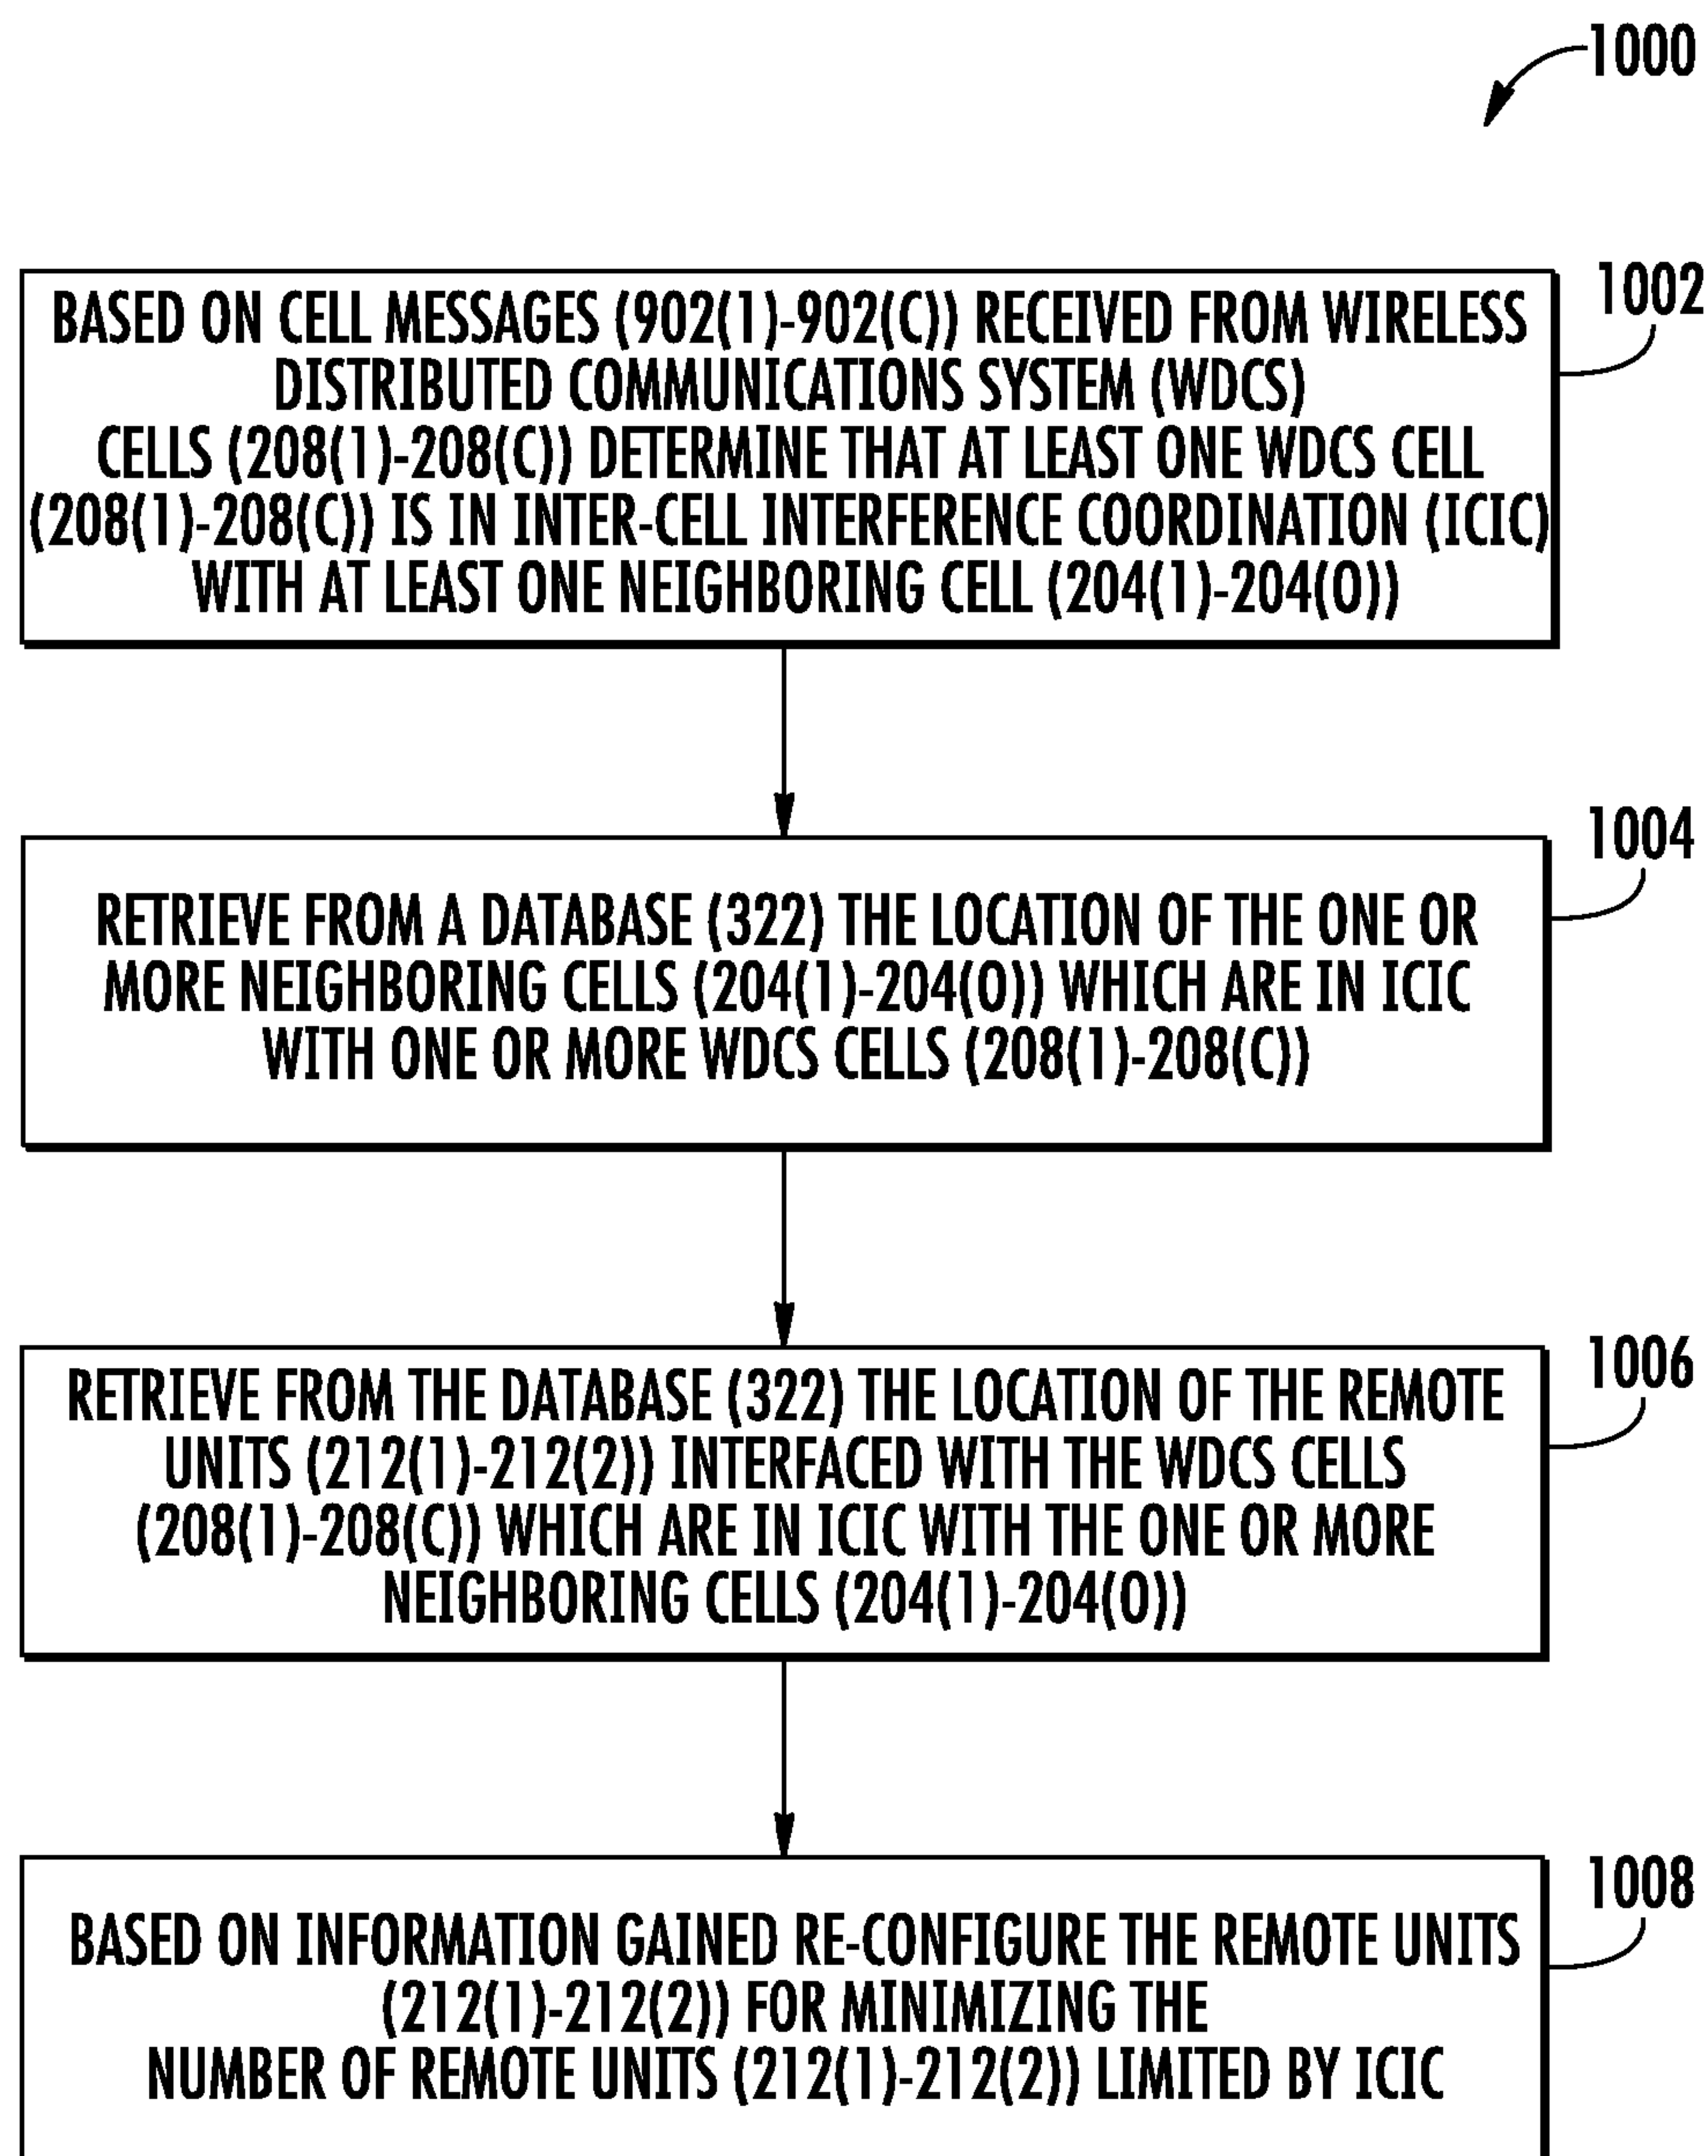 1000
1002
BASED ON CELL MESSAGES (902(1)-902(C)) RECEIVED FROM WIRELESS
DISTRIBUTED COMMUNICATIONS SYSTEM (WDCS)
CELLS (208(1)-208(C)) DETERMINE THAT AT LEAST ONE WDCS CELL
(208(1)-208(C)) IS IN INTER-CELL INTERFERENCE COORDINATION (ICIC)
WITH AT LEAST ONE NEIGHBORING CELL (204(1)-204(O))
1004
RETRIEVE FROM A DATABASE (322) THE LOCATION OF THE ONE OR
MORE NEIGHBORING CELLS (204(1)-204(O)) WHICH ARE IN ICIC
WITH ONE OR MORE WDCS CELLS (208(1)-208(C))
1006
RETRIEVE FROM THE DATABASE (322) THE LOCATION OF THE REMOTE
UNITS (212(1)-212(2)) INTERFACED WITH THE WDCS CELLS
(208(1)-208(C)) WHICH ARE IN ICIC WITH THE ONE OR MORE
NEIGHBORING CELLS (204(1)-204(O))
1008
BASED ON INFORMATION GAINED RE-CONFIGURE THE REMOTE UNITS
(212(1)-212(2)) FOR MINIMIZING THE
NUMBER OF REMOTE UNITS (212(1)-212(2)) LIMITED BY ICIC